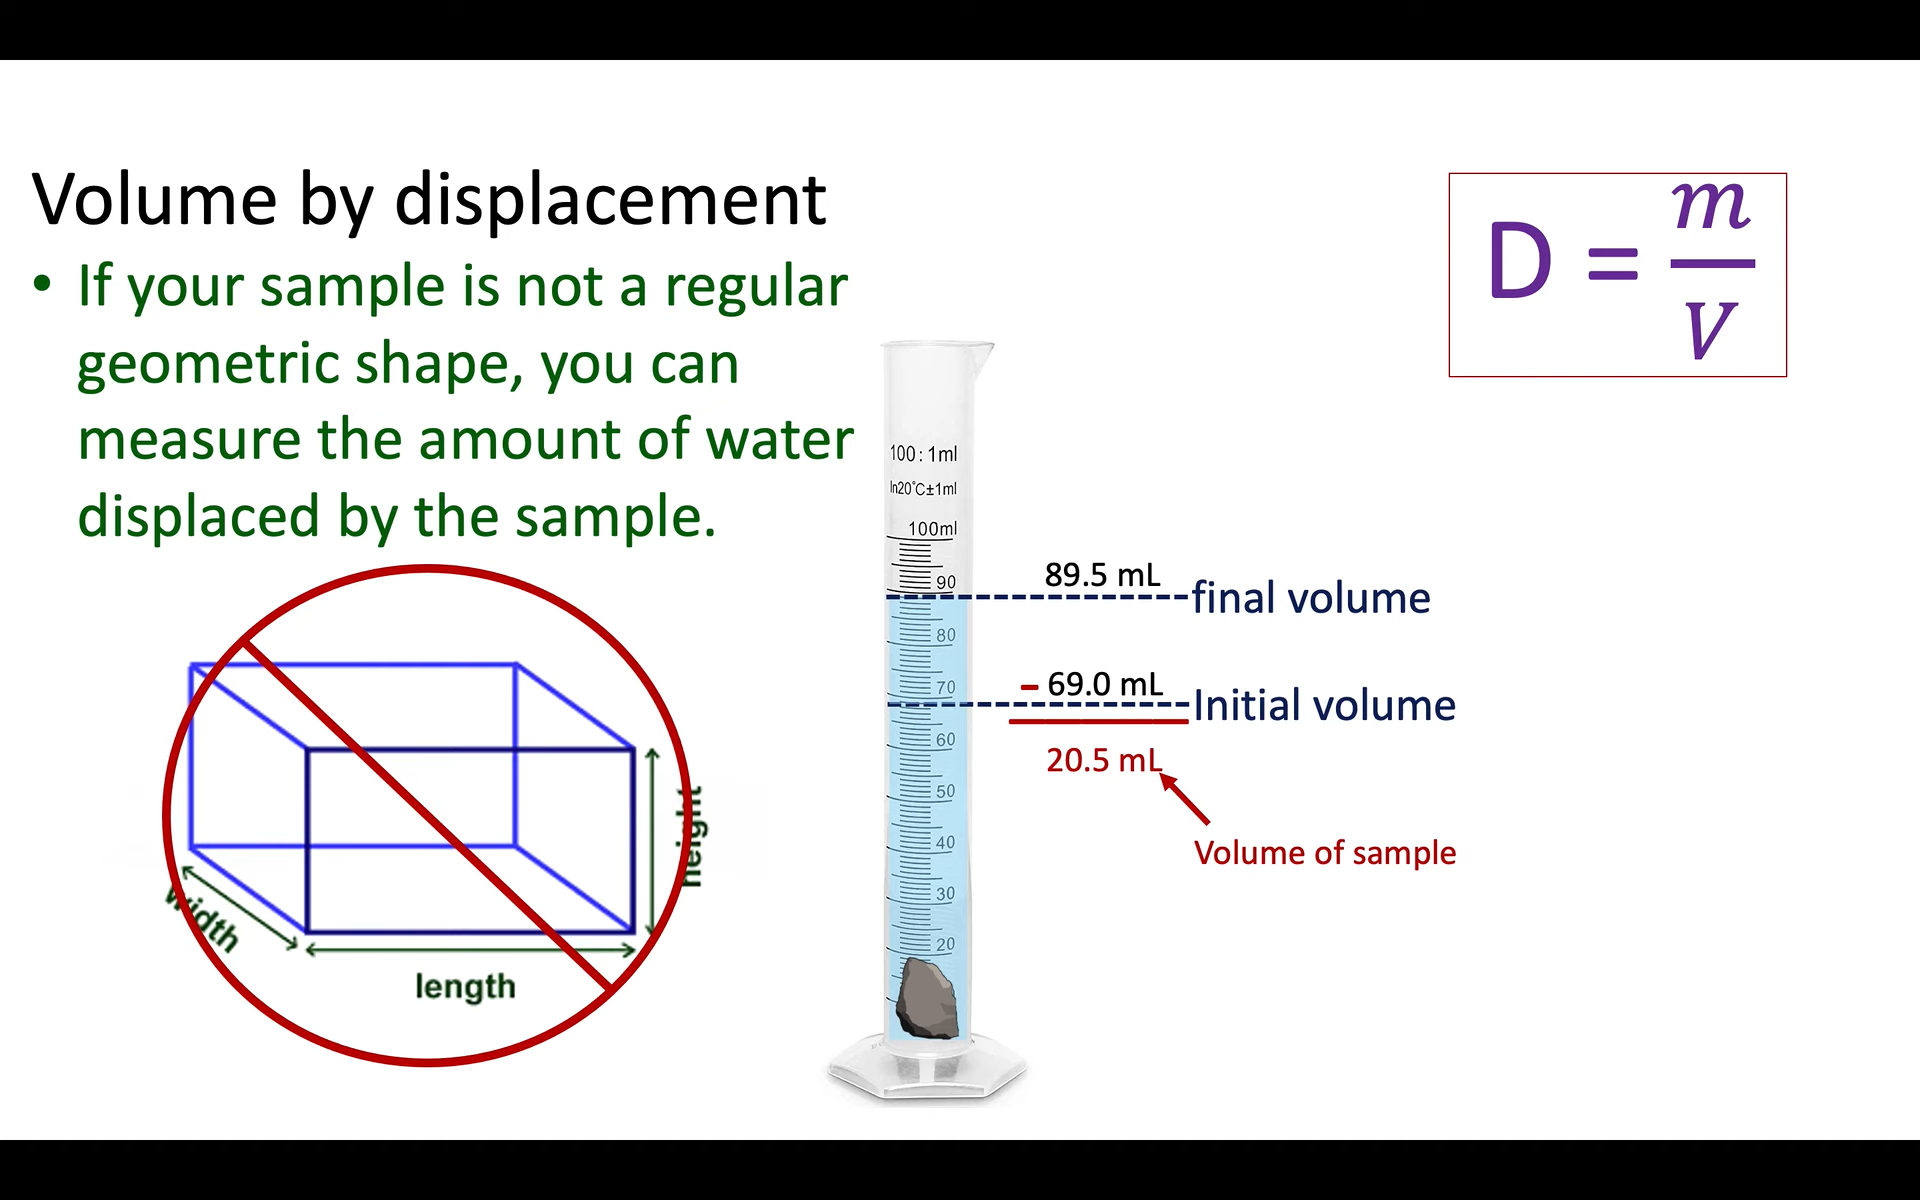 Volume by displacement
• If your sample is not a regular
geometric shape, you can
measure the amount of water
displaced by the sample.
D = m/V
100:1ml
In20°C±1ml
100ml
90
80
70
60
50
40
30
20
89.5 mL
final volume
– 69.0 mL
Initial volume
20.5 mL
Volume of sample
height
width
length